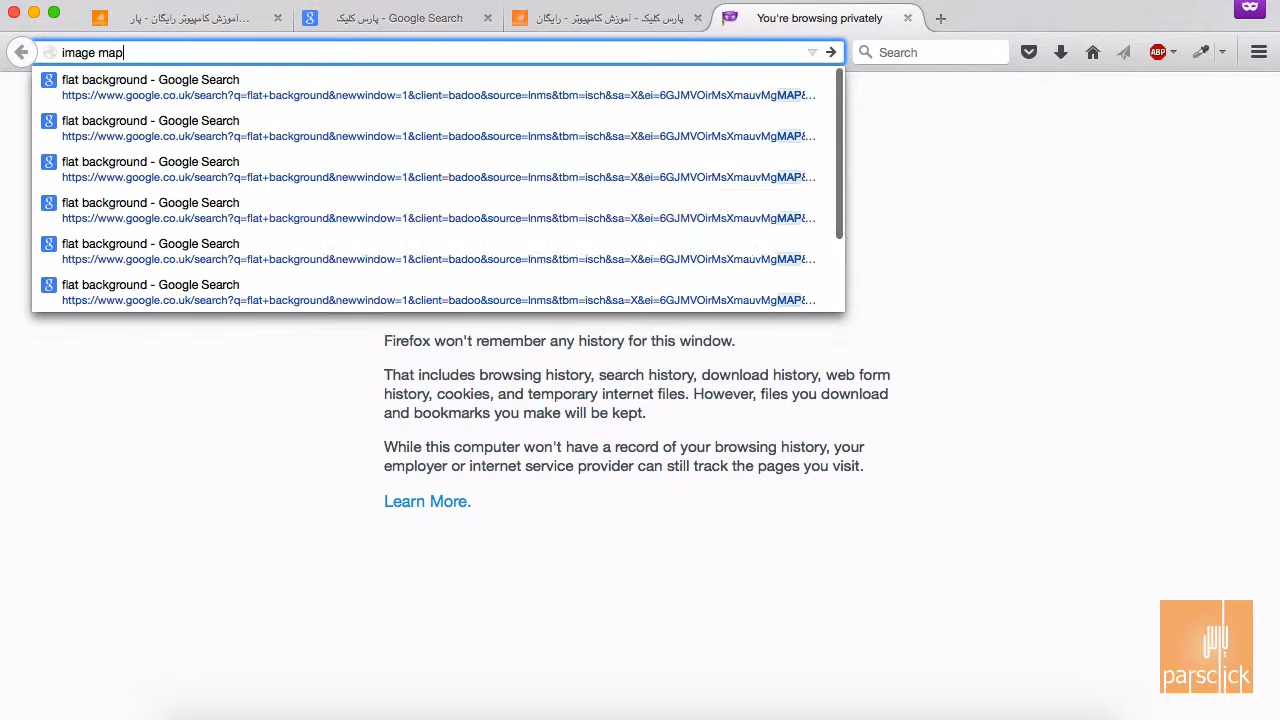 آموزش کامپیوتر رایگان - پار...
پارس کلیک - Google Search
پارس کلیک - آموزش کامپیوتر رایگان
You're browsing privately
image map
Search
ABP
flat background - Google Search
https://www.google.co.uk/search?q=flat+background&newwindow=1&client=badoo&source=lnms&tbm=isch&sa=X&ei=6GJMVOirMsXmauvMgMAP&...
flat background - Google Search
https://www.google.co.uk/search?q=flat+background&newwindow=1&client=badoo&source=lnms&tbm=isch&sa=X&ei=6GJMVOirMsXmauvMgMAP&...
flat background - Google Search
https://www.google.co.uk/search?q=flat+background&newwindow=1&client=badoo&source=lnms&tbm=isch&sa=X&ei=6GJMVOirMsXmauvMgMAP&...
flat background - Google Search
https://www.google.co.uk/search?q=flat+background&newwindow=1&client=badoo&source=lnms&tbm=isch&sa=X&ei=6GJMVOirMsXmauvMgMAP&...
flat background - Google Search
https://www.google.co.uk/search?q=flat+background&newwindow=1&client=badoo&source=lnms&tbm=isch&sa=X&ei=6GJMVOirMsXmauvMgMAP&...
flat background - Google Search
https://www.google.co.uk/search?q=flat+background&newwindow=1&client=badoo&source=lnms&tbm=isch&sa=X&ei=6GJMVOirMsXmauvMgMAP&...
Firefox won't remember any history for this window.
That includes browsing history, search history, download history, web form
history, cookies, and temporary internet files. However, files you download
and bookmarks you make will be kept.
While this computer won't have a record of your browsing history, your
employer or internet service provider can still track the pages you visit.
Learn More.
parsclick